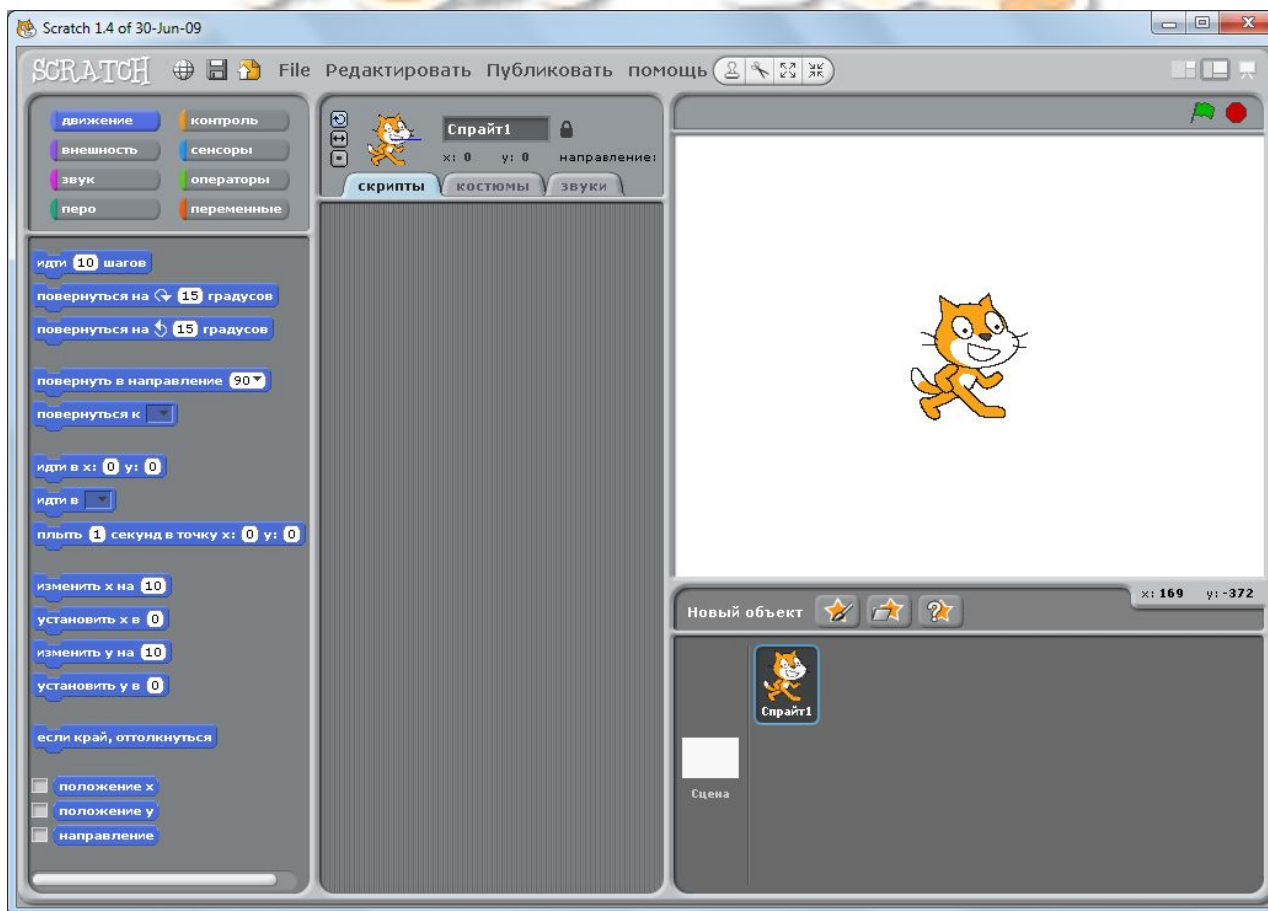 Scratch 1.4 of 30-Jun-09
SCRATCH File Редактировать Публиковать помощь
движение контроль
внешность сенсоры
звук операторы
перо переменные
идти 10 шагов
повернуться на 15 градусов
повернуться на 15 градусов
повернуть в направление 90
повернуться к
идти в x: 0 y: 0
идти в
плыть 1 секунд в точку x: 0 y: 0
изменить x на 10
установить x в 0
изменить y на 10
установить y в 0
если край, оттолкнуться
положение x
положение y
направление
Спрайт1
x: 0 y: 0 направление:
скрипты костюмы звуки
x: 169 y: -372
Новый объект
Спрайт1
Сцена